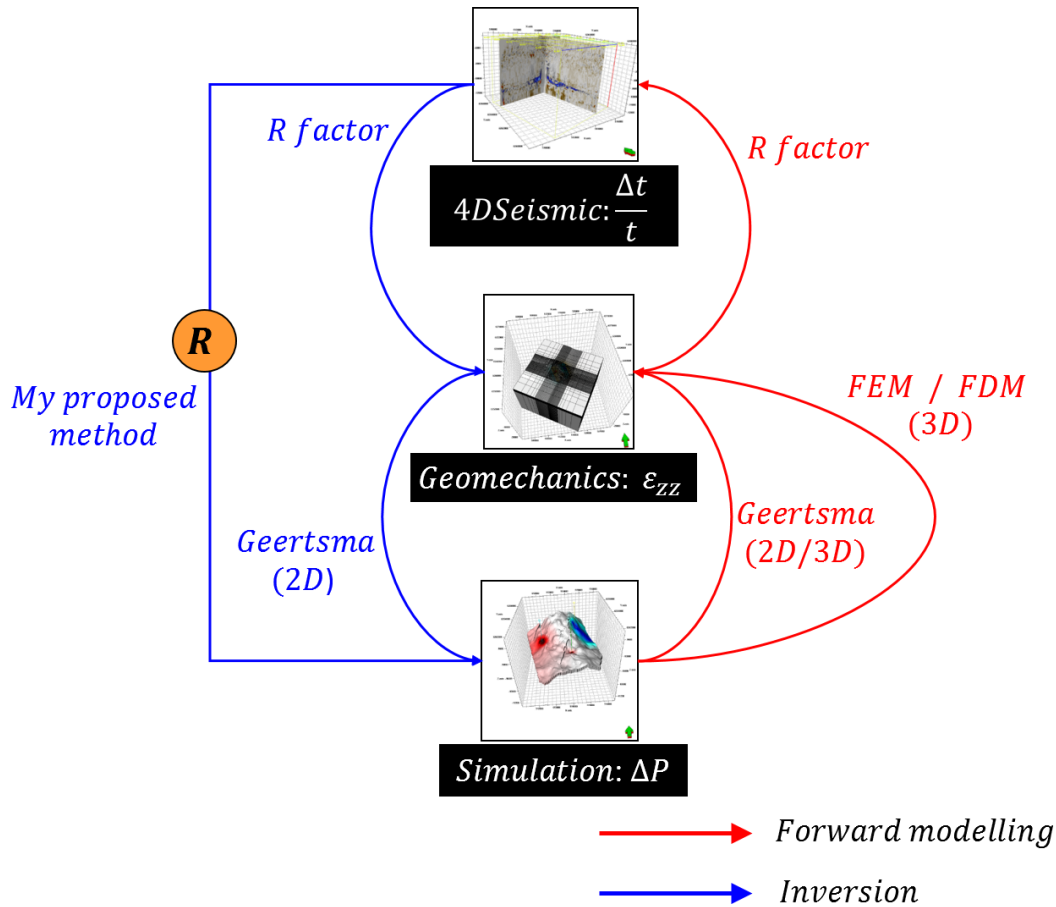 R factor
R factor
4DSeismic: Δt/t
R
My proposed
method
FEM / FDM
(3D)
Geomechanics: ε_zz
Geertsma
(2D)
Geertsma
(2D/3D)
Simulation: ΔP
Forward modelling
Inversion